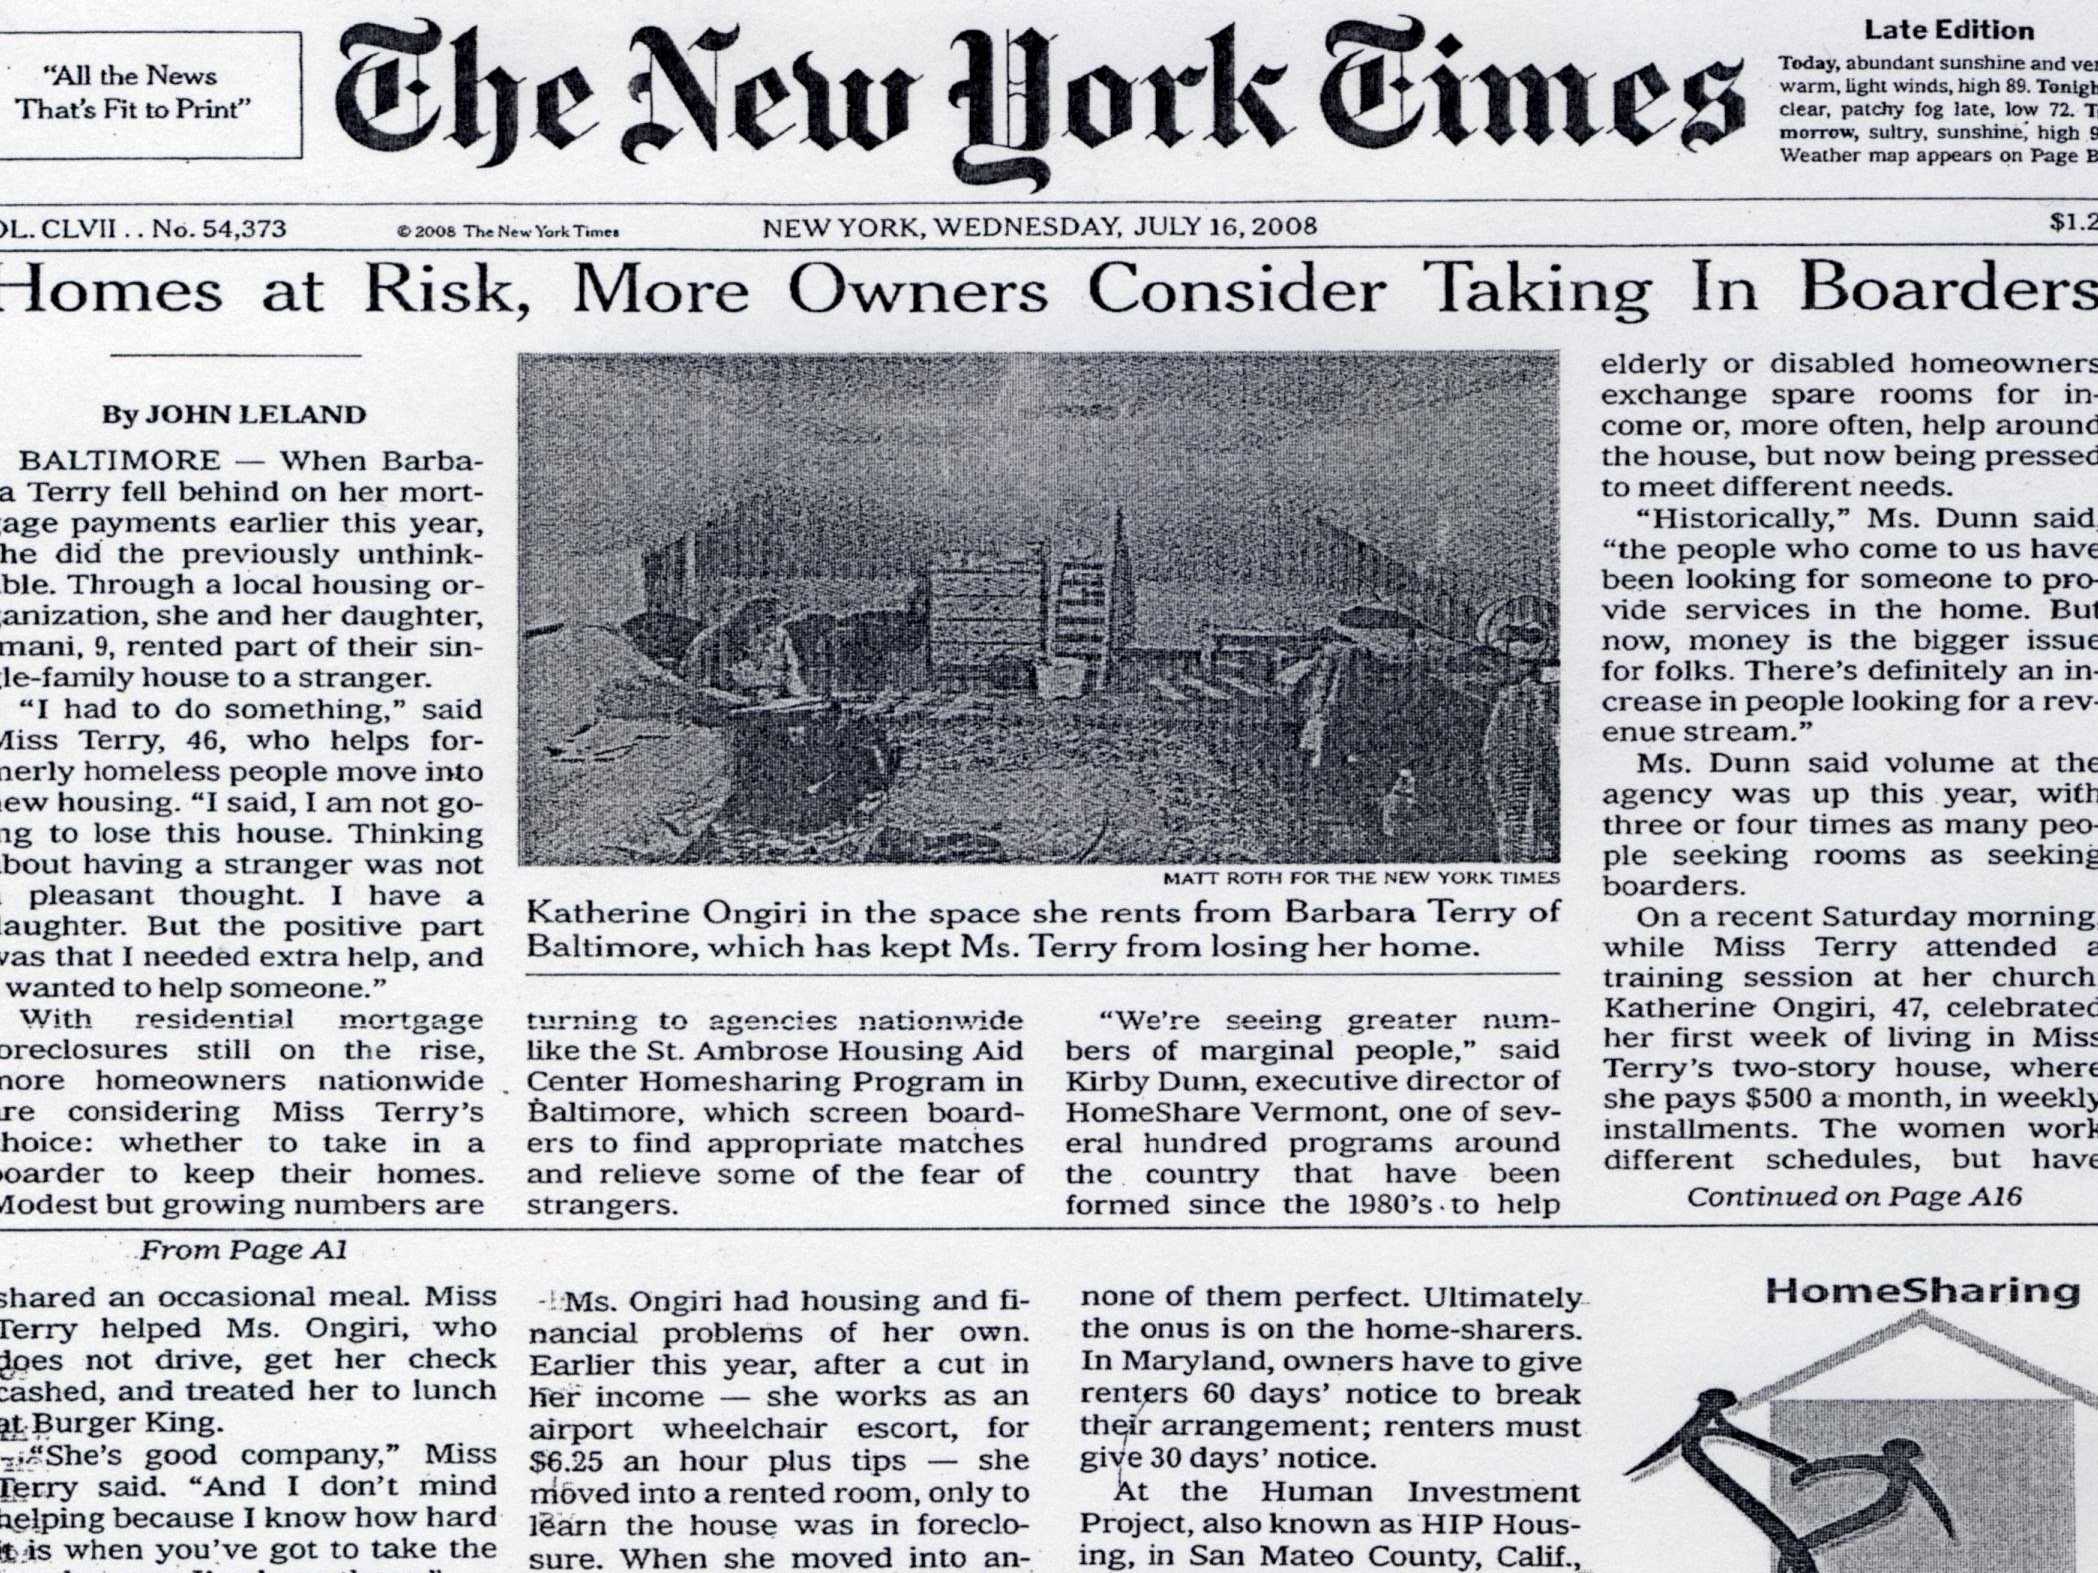 "All the News
That's Fit to Print"
The New York Times
Late Edition
Today, abundant sunshine and
warm, light winds, high 89.
clear, patchy fog late, low 72.
morrow, sultry, sunshine, high
Weather map appears on Page
CLVII . . No. 54,373
© 2008 The New York Times
NEW YORK, WEDNESDAY, JULY 16, 2008
Homes at Risk, More Owners Consider Taking In Boarders
By JOHN LELAND
BALTIMORE — When Barba-
a Terry fell behind on her mort-
gage payments earlier this year,
he did the previously unthink-
ble. Through a local housing or-
ganization, she and her daughter,
mani, 9, rented part of their sin-
gle-family house to a stranger.
"I had to do something," said
Miss Terry, 46, who helps for-
merly homeless people move into
new housing. "I said, I am not go-
ng to lose this house. Thinking
bout having a stranger was not
pleasant thought. I have a
daughter. But the positive part
was that I needed extra help, and
wanted to help someone."
With residential mortgage
oreclosures still on the rise,
more homeowners nationwide
re considering Miss Terry's
hoice: whether to take in a
boarder to keep their homes.
Modest but growing numbers are
MATT ROTH FOR THE NEW YORK TIMES
Katherine Ongiri in the space she rents from Barbara Terry of
Baltimore, which has kept Ms. Terry from losing her home.
turning to agencies nationwide
like the St. Ambrose Housing Aid
Center Homesharing Program in
Baltimore, which screen board-
ers to find appropriate matches
and relieve some of the fear of
strangers.
"We're seeing greater num-
bers of marginal people," said
Kirby Dunn, executive director of
HomeShare Vermont, one of sev-
eral hundred programs around
the country that have been
formed since the 1980's to help
elderly or disabled homeowners
exchange spare rooms for in-
come or, more often, help around
the house, but now being pressed
to meet different needs.
"Historically," Ms. Dunn said,
"the people who come to us have
been looking for someone to pro-
vide services in the home. But
now, money is the bigger issue
for folks. There's definitely an in-
crease in people looking for a rev-
enue stream."
Ms. Dunn said volume at the
agency was up this year, with
three or four times as many peo-
ple seeking rooms as seeking
boarders.
On a recent Saturday morning,
while Miss Terry attended a
training session at her church
Katherine Ongiri, 47, celebrated
her first week of living in Miss
Terry's two-story house, where
she pays $500 a month, in weekly
installments. The women work
different schedules, but have
Continued on Page A16
From Page A1
shared an occasional meal. Miss
Terry helped Ms. Ongiri, who
does not drive, get her check
cashed, and treated her to lunch
at Burger King.
"She's good company," Miss
Terry said. "And I don't mind
helping because I know how hard
it is when you've got to take the
Ms. Ongiri had housing and fi-
nancial problems of her own.
Earlier this year, after a cut in
her income — she works as an
airport wheelchair escort, for
$6.25 an hour plus tips — she
moved into a rented room, only to
learn the house was in foreclo-
sure. When she moved into an-
none of them perfect. Ultimately
the onus is on the home-sharers.
In Maryland, owners have to give
renters 60 days' notice to break
their arrangement; renters must
give 30 days' notice.
At the Human Investment
Project, also known as HIP Hous-
ing, in San Mateo County, Calif.,
HomeSharing